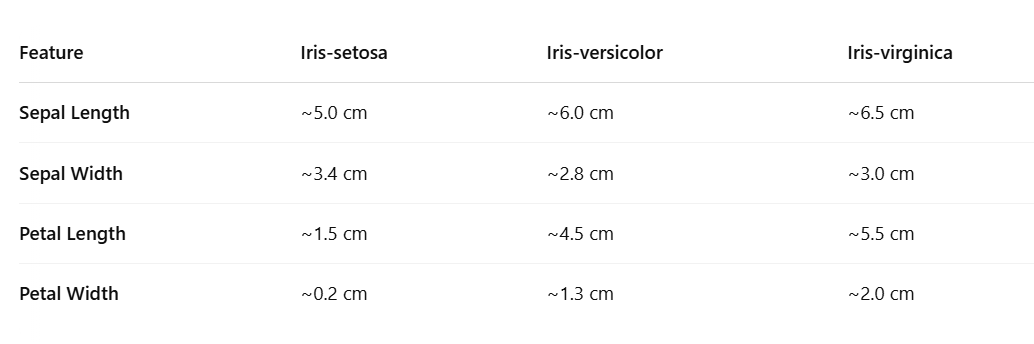 Feature Iris-setosa Iris-versicolor Iris-virginica
Sepal Length ~5.0 cm ~6.0 cm ~6.5 cm
Sepal Width ~3.4 cm ~2.8 cm ~3.0 cm
Petal Length ~1.5 cm ~4.5 cm ~5.5 cm
Petal Width ~0.2 cm ~1.3 cm ~2.0 cm